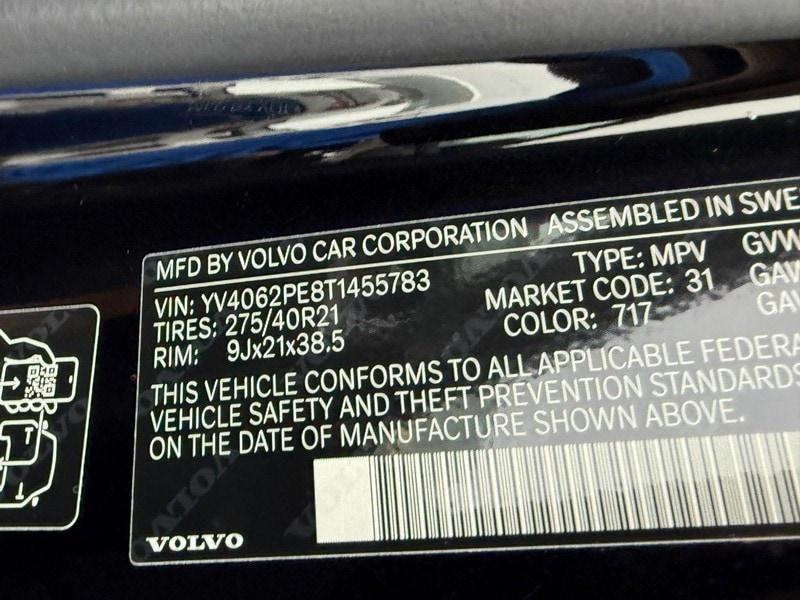 MFD BY VOLVO CAR CORPORATION ASSEMBLED IN SWE
VIN: YV4062PE8T1455783 TYPE: MPV GVW
TIRES: 275/40R21 MARKET CODE: 31 GAW
RIM: 9Jx21x38.5 COLOR: 717 GAW
THIS VEHICLE CONFORMS TO ALL APPLICABLE FEDERA
VEHICLE SAFETY AND THEFT PREVENTION STANDARDS
ON THE DATE OF MANUFACTURE SHOWN ABOVE.
VOLVO